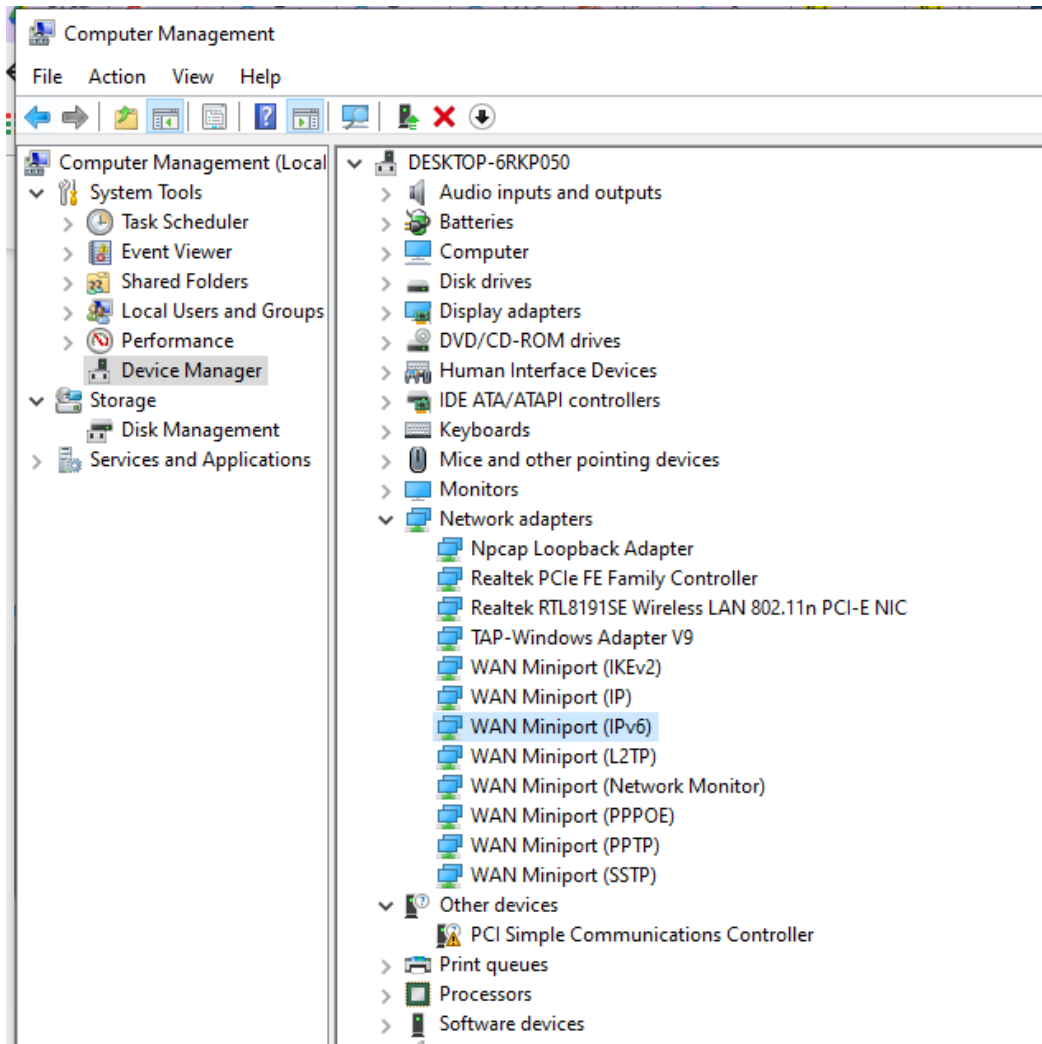 Computer Management
File Action View Help
Computer Management (Local
System Tools
Task Scheduler
Event Viewer
Shared Folders
Local Users and Groups
Performance
Device Manager
Storage
Disk Management
Services and Applications
DESKTOP-6RKP050
Audio inputs and outputs
Batteries
Computer
Disk drives
Display adapters
DVD/CD-ROM drives
Human Interface Devices
IDE ATA/ATAPI controllers
Keyboards
Mice and other pointing devices
Monitors
Network adapters
Npcap Loopback Adapter
Realtek PCIe FE Family Controller
Realtek RTL8191SE Wireless LAN 802.11n PCI-E NIC
TAP-Windows Adapter V9
WAN Miniport (IKEv2)
WAN Miniport (IP)
WAN Miniport (IPv6)
WAN Miniport (L2TP)
WAN Miniport (Network Monitor)
WAN Miniport (PPPOE)
WAN Miniport (PPTP)
WAN Miniport (SSTP)
Other devices
PCI Simple Communications Controller
Print queues
Processors
Software devices